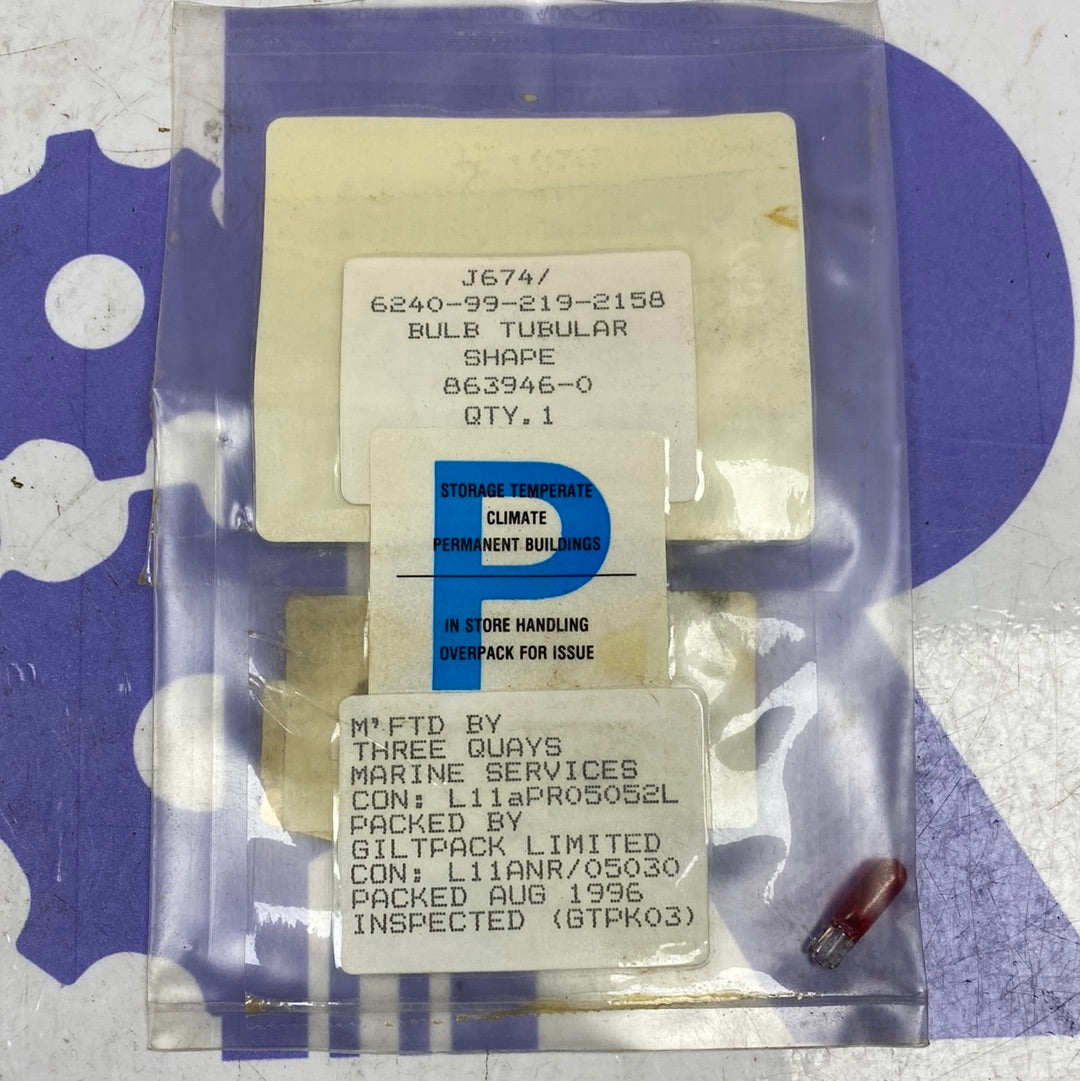 J674/
6240-99-219-2158
BULB TUBULAR
SHAPE
863946-0
QTY. 1
P
STORAGE TEMPERATE
CLIMATE
PERMANENT BUILDINGS
IN STORE HANDLING
OVERPACK FOR ISSUE
M'FTD BY
THREE QUAYS
MARINE SERVICES
CON: L11aPR05052L
PACKED BY
GILTPACK LIMITED
CON: L11ANR/05030
PACKED AUG 1996
INSPECTED (GTPK03)